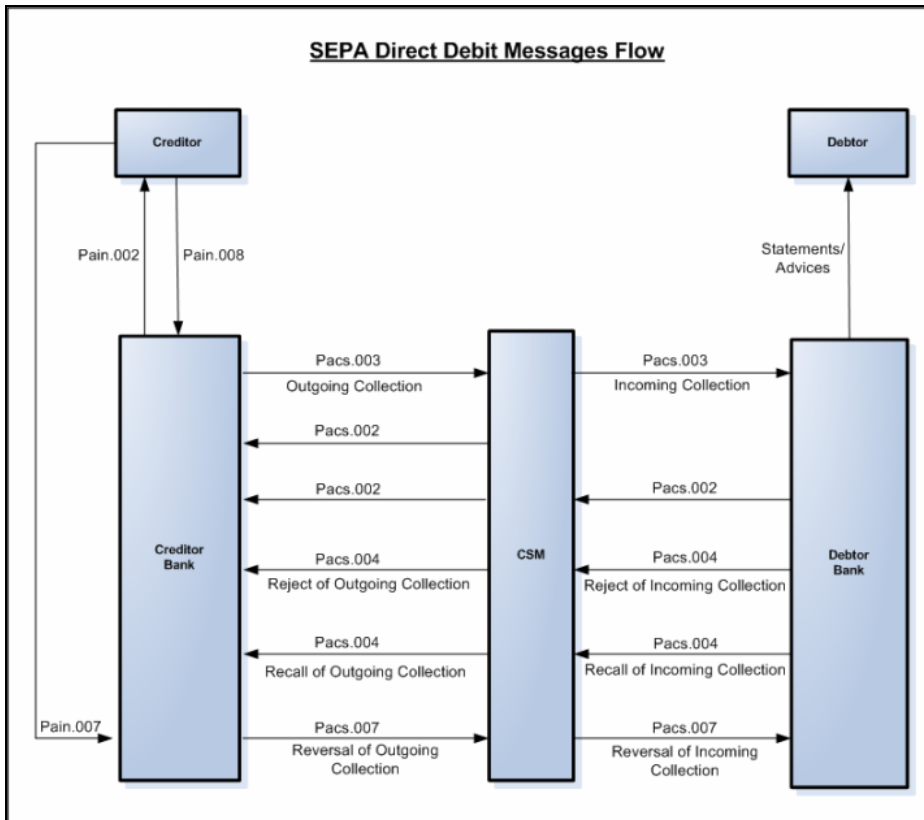 SEPA Direct Debit Messages Flow
Creditor
Debtor
Pain.002
Pain.008
Statements/
Advices
Pacs.003
Outgoing Collection
Pacs.003
Incoming Collection
Pacs.002
Pacs.002
Pacs.002
Creditor
Bank
CSM
Debtor
Bank
Pacs.004
Reject of Outgoing Collection
Pacs.004
Reject of Incoming Collection
Pacs.004
Recall of Outgoing Collection
Pacs.004
Recall of Incoming Collection
Pain.007
Pacs.007
Reversal of Outgoing
Collection
Pacs.007
Reversal of Incoming
Collection